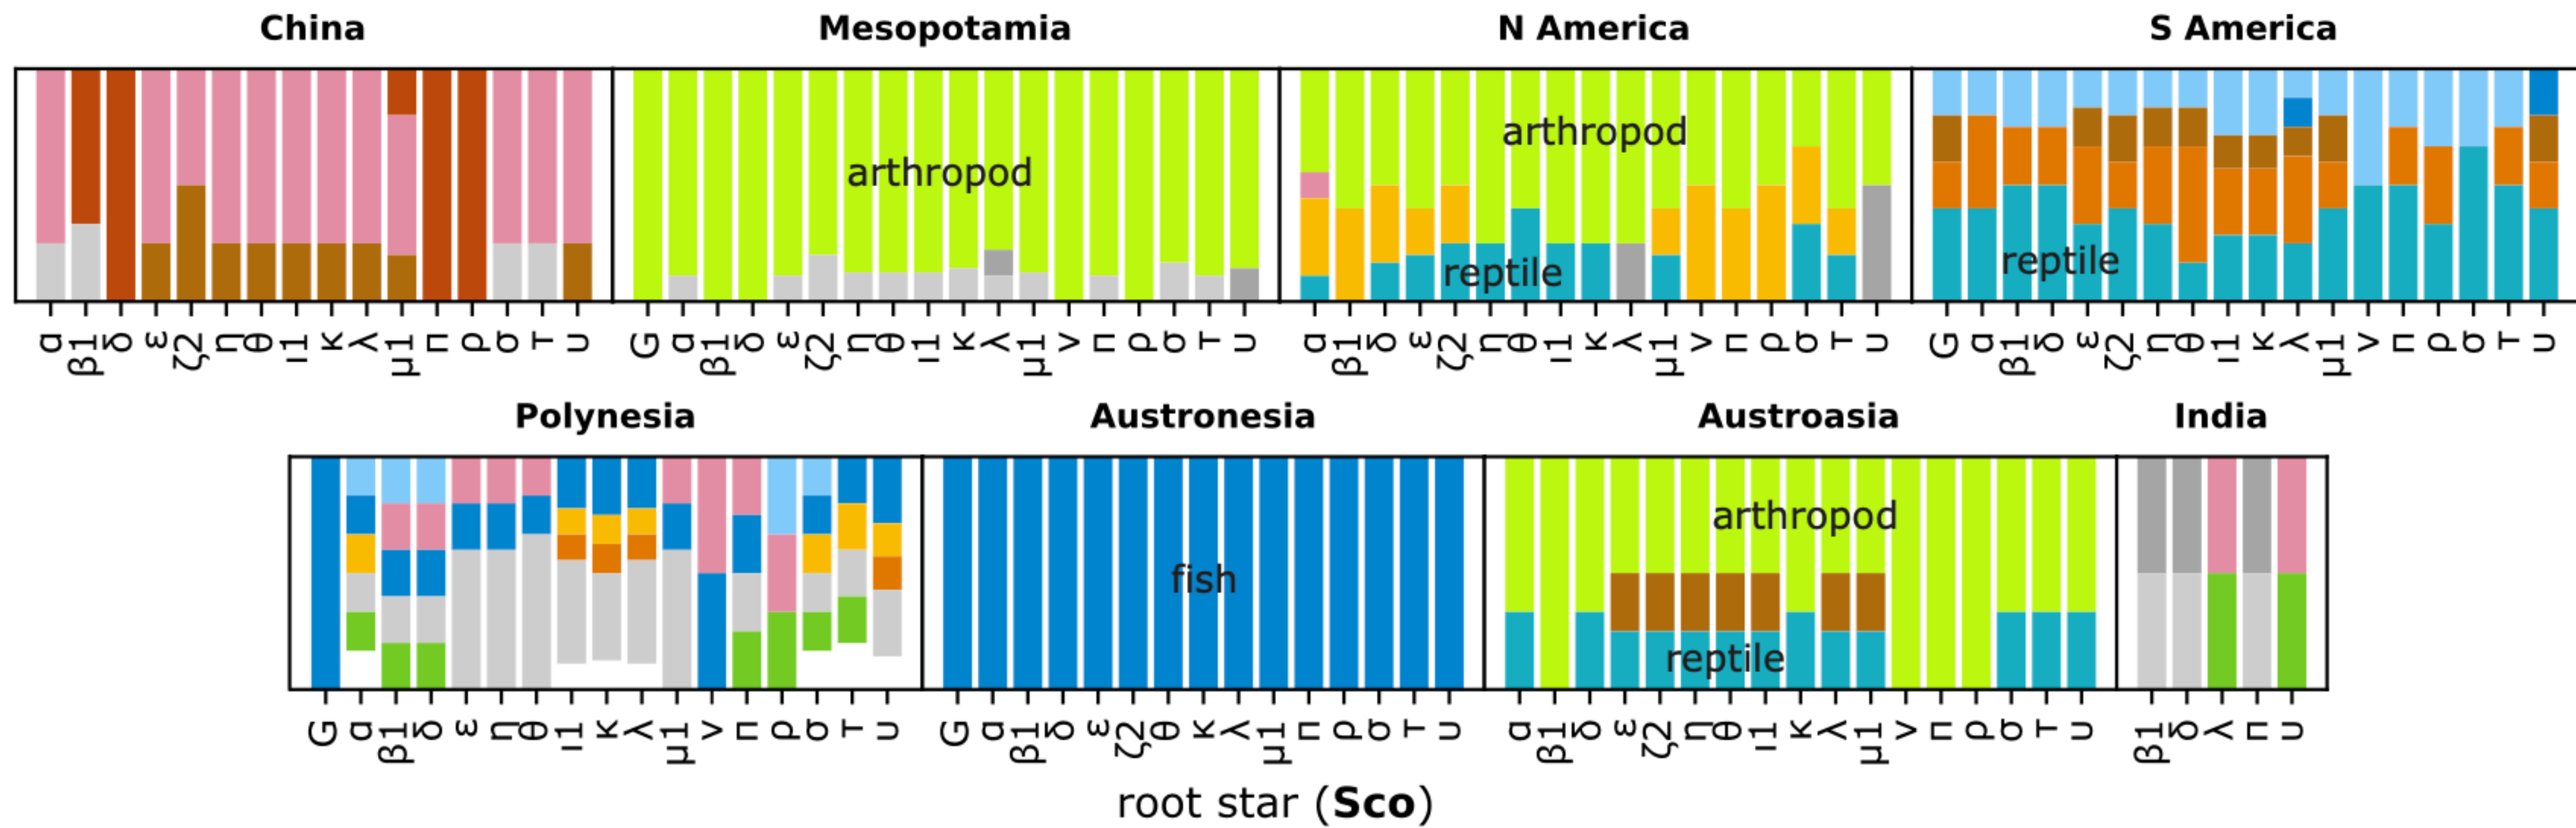 China Mesopotamia N America S America
arthropod
arthropod
reptile
reptile
α β1 δ ε ζ2 η θ ι1 κ λ μ1 π ρ σ τ υ
G α β1 δ ε ζ2 η θ ι1 κ λ μ1 ν π ρ σ τ υ
α β1 δ ε ζ2 η θ ι1 κ λ μ1 ν π ρ σ τ υ
G α β1 δ ε ζ2 η θ ι1 κ λ μ1 ν π ρ σ τ υ
Polynesia Austronesia Austroasia India
fish
arthropod
reptile
G α β1 δ ε η θ ι1 κ λ μ1 ν π ρ σ τ υ
G α β1 δ ε ζ2 θ κ λ μ1 π ρ σ τ υ
α β1 δ ε ζ2 η θ ι1 κ λ μ1 ν π ρ σ τ υ
β1 δ λ π υ
root star (Sco)